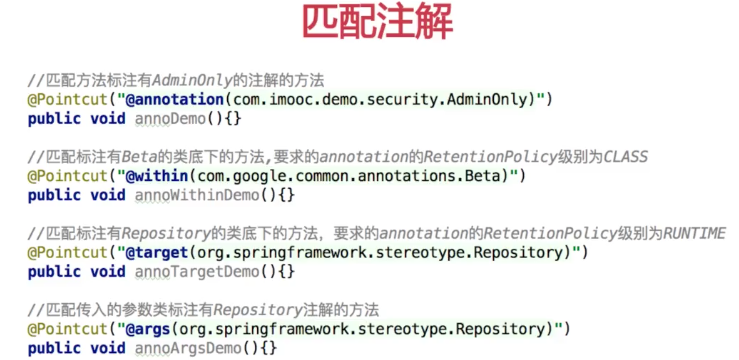 匹配注解
//匹配方法标注有AdminOnly的注解的方法
@Pointcut("@annotation(com.imooc.demo.security.AdminOnly)")
public void annoDemo(){}
//匹配标注有Beta的类底下的方法,要求的annotation的RetentionPolicy级别为CLASS
@Pointcut("@within(com.google.common.annotations.Beta)")
public void annoWithinDemo(){}
//匹配标注有Repository的类底下的方法，要求的annotation的RetentionPolicy级别为RUNTIME
@Pointcut("@target(org.springframework.stereotype.Repository)")
public void annoTargetDemo(){}
//匹配传入的参数类标注有Repository注解的方法
@Pointcut("@args(org.springframework.stereotype.Repository)")
public void annoArgsDemo(){}